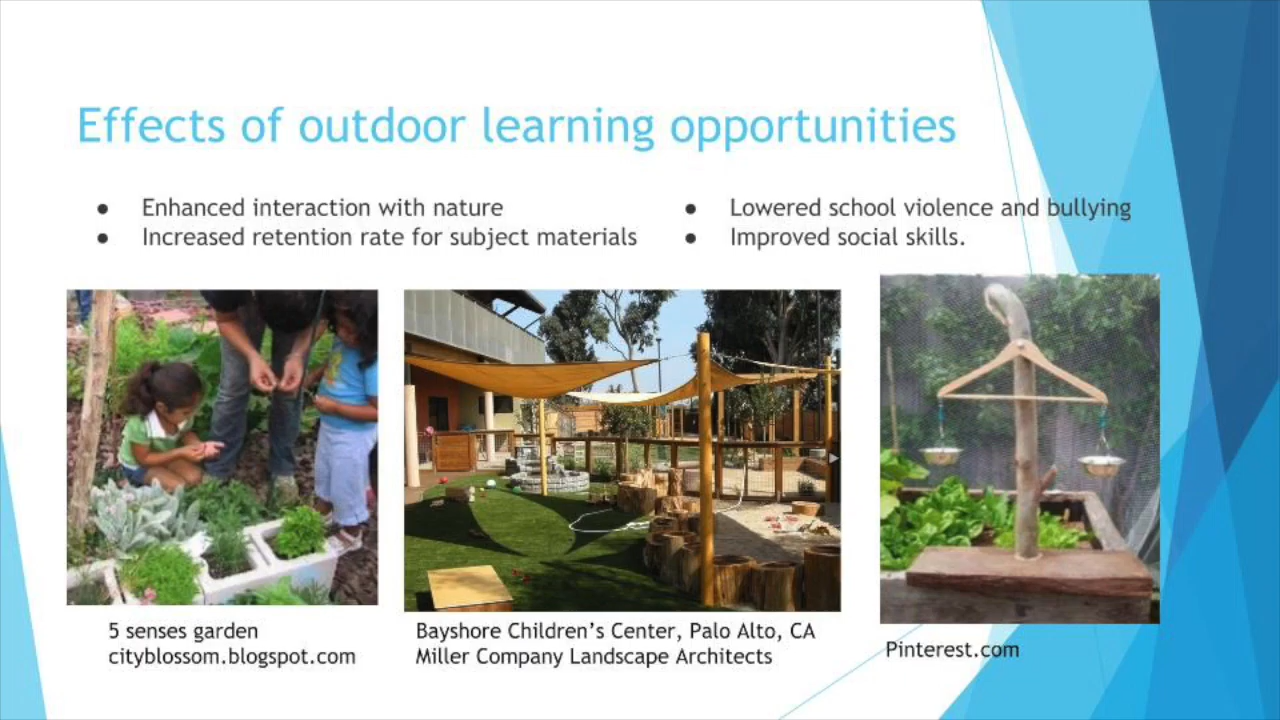 Effects of outdoor learning opportunities
● Enhanced interaction with nature
● Increased retention rate for subject materials
● Lowered school violence and bullying
● Improved social skills.
5 senses garden
cityblossom.blogspot.com
Bayshore Children's Center, Palo Alto, CA
Miller Company Landscape Architects
Pinterest.com